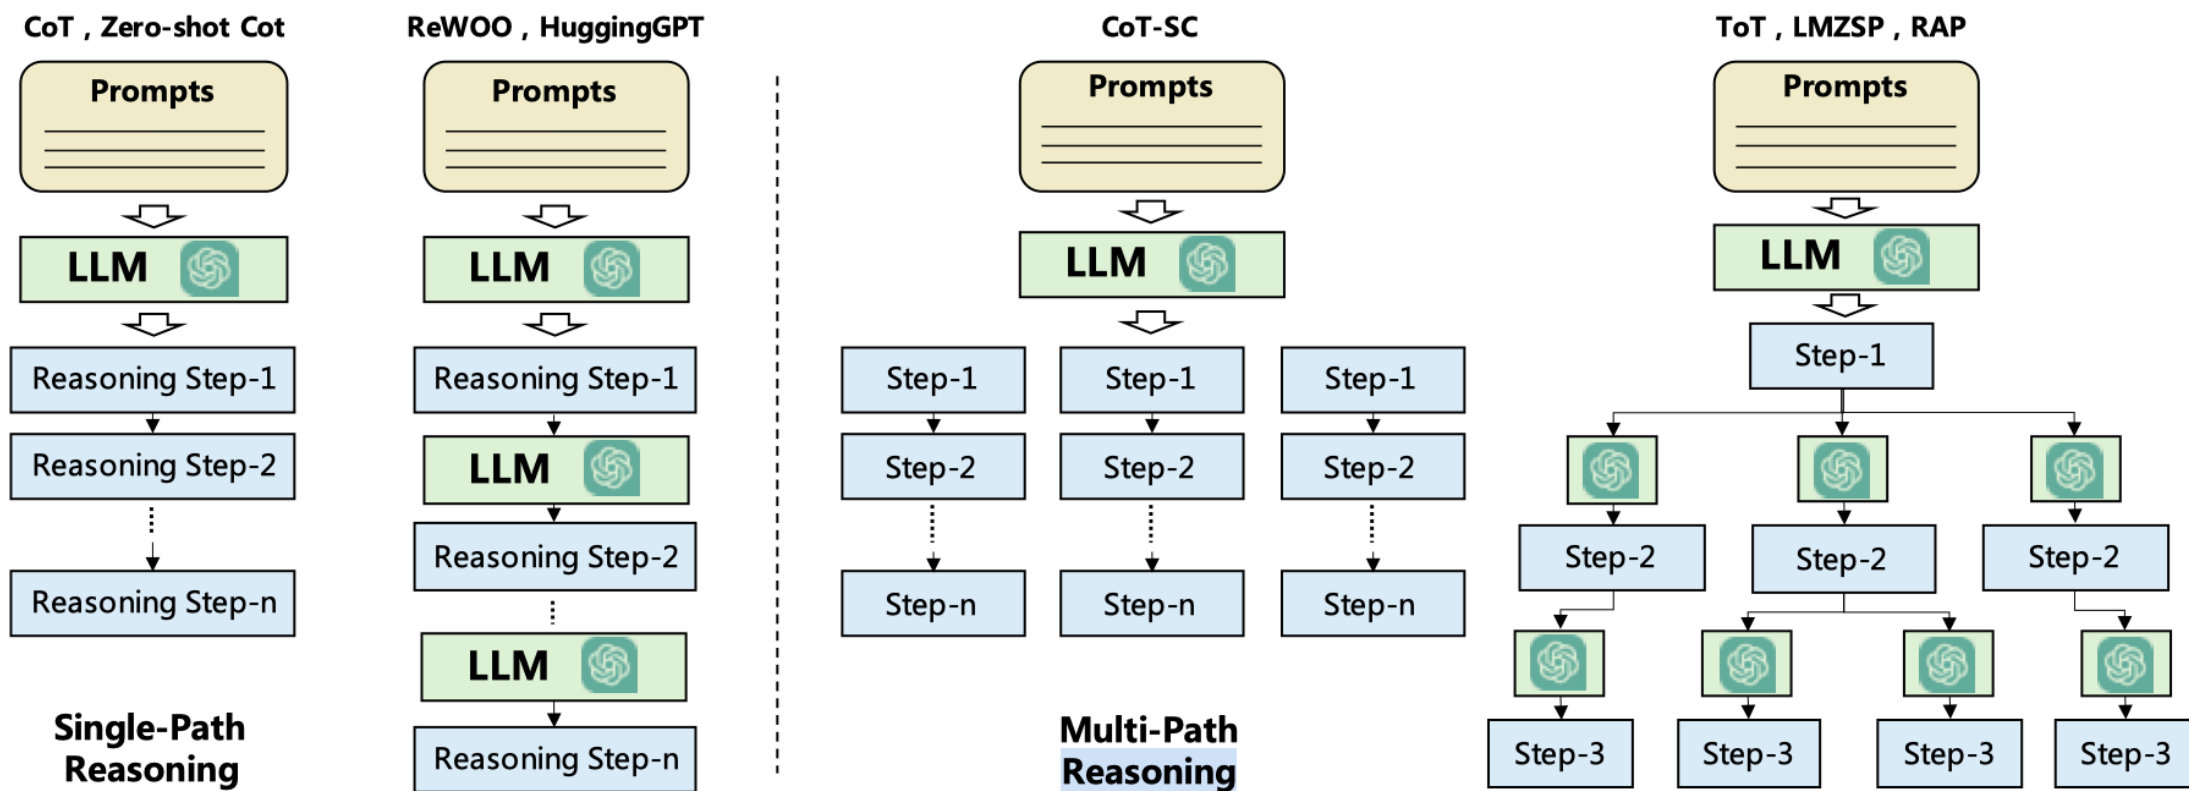 CoT , Zero-shot Cot
Prompts
LLM
Reasoning Step-1
Reasoning Step-2
Reasoning Step-n
Single-Path
Reasoning
ReWOO , HuggingGPT
Prompts
LLM
Reasoning Step-1
LLM
Reasoning Step-2
LLM
Reasoning Step-n
CoT-SC
Prompts
LLM
Step-1 Step-1 Step-1
Step-2 Step-2 Step-2
Step-n Step-n Step-n
Multi-Path
Reasoning
ToT , LMZSP , RAP
Prompts
LLM
Step-1
Step-2 Step-2 Step-2
Step-3 Step-3 Step-3 Step-3